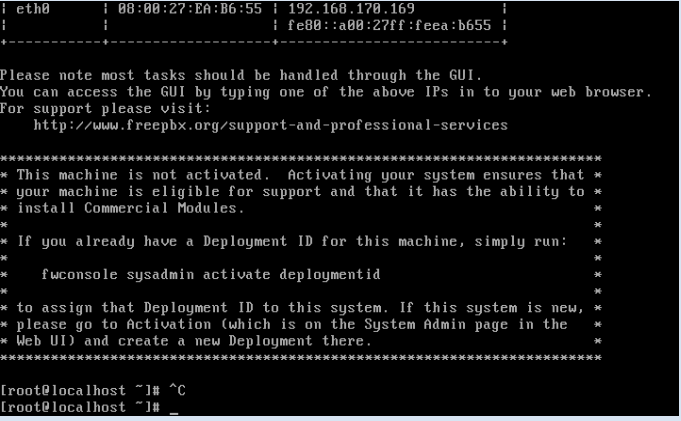 | eth0      | 08:00:27:EA:B6:55 | 192.168.170.169          |
|           |                   | fe80::a00:27ff:feea:b655 |
+-----------+-------------------+--------------------------+
Please note most tasks should be handled through the GUI.
You can access the GUI by typing one of the above IPs in to your web browser.
For support please visit:
    http://www.freepbx.org/support-and-professional-services
***********************************************************************
* This machine is not activated.  Activating your system ensures that *
* your machine is eligible for support and that it has the ability to *
* install Commercial Modules.                                         *
*                                                                     *
* If you already have a Deployment ID for this machine, simply run:   *
*                                                                     *
*    fwconsole sysadmin activate deploymentid                         *
*                                                                     *
* to assign that Deployment ID to this system. If this system is new, *
* please go to Activation (which is on the System Admin page in the   *
* Web UI) and create a new Deployment there.                          *
***********************************************************************
[root@localhost ~]# ^C
[root@localhost ~]# _